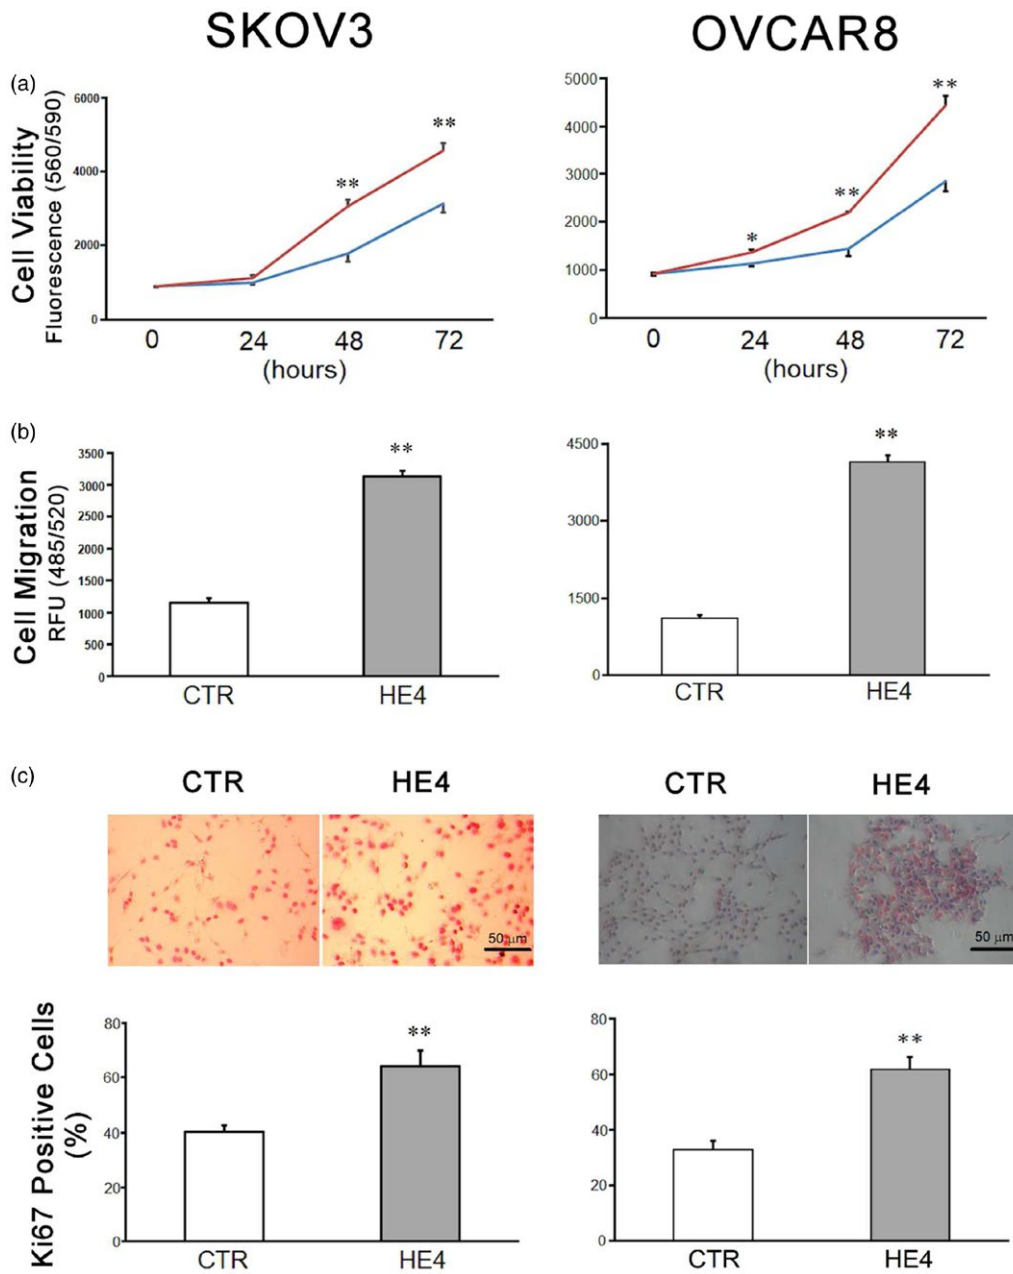 SKOV3
OVCAR8
(a)
Cell Viability
Fluorescence (560/590)
6000
4000
2000
0
**
**
0 24 48 72
(hours)
5000
4000
3000
2000
1000
0
*
**
**
0 24 48 72
(hours)
(b)
Cell Migration
RFU (485/520)
3500
3000
2500
2000
1500
1000
500
0
**
CTR HE4
4500
3000
1500
0
**
CTR HE4
(c)
CTR HE4
50 μm
CTR HE4
50 μm
Ki67 Positive Cells
(%)
80
60
40
20
0
**
CTR HE4
80
60
40
20
0
**
CTR HE4